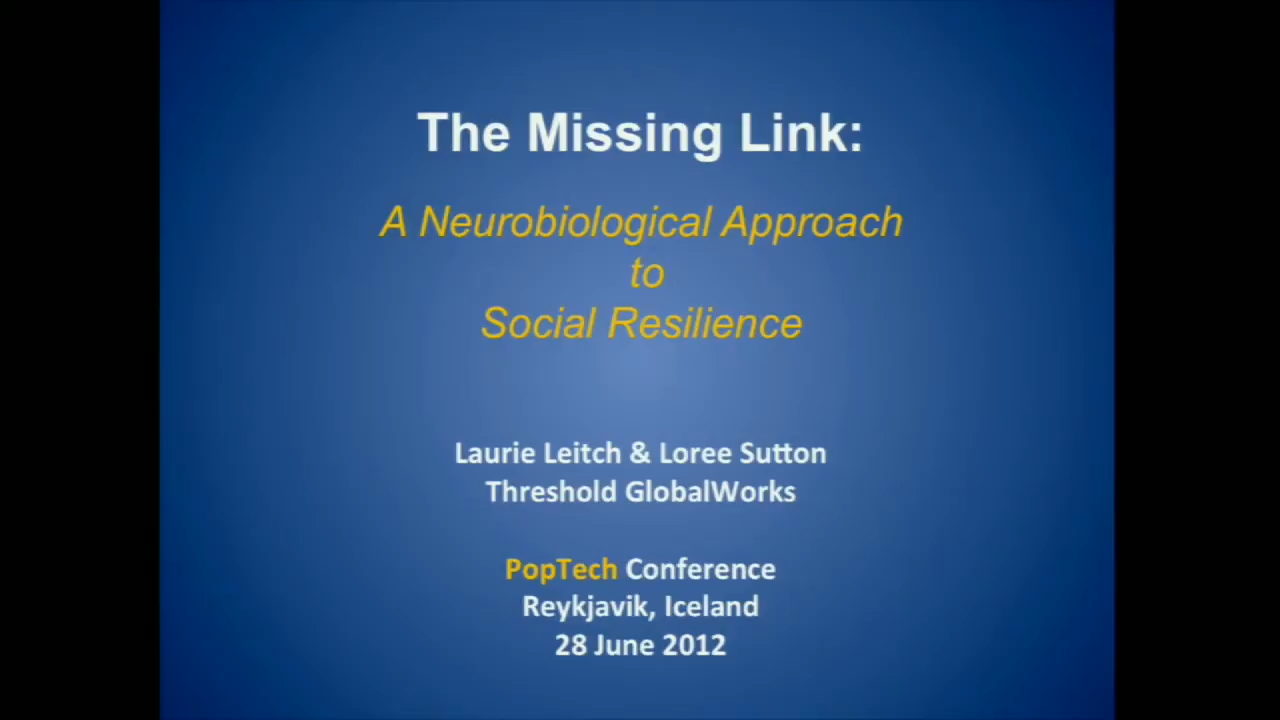 The Missing Link:
A Neurobiological Approach
to
Social Resilience
Laurie Leitch & Loree Sutton
Threshold GlobalWorks
PopTech Conference
Reykjavik, Iceland
28 June 2012